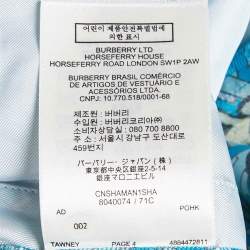 어린이 제품안전특별법에
의한 표시
BURBERRY LTD
HORSEFERRY HOUSE
HORSEFERRY ROAD LONDON SW1P 2AW
BURBERRY BRASIL COMÉRCIO
DE ARTIGOS DE VESTUÁRIO E
ACESSÓRIOS LTDA.
CNPJ: 10.770.518/0001-68
제조원 : 버버리
수입원 : 버버리코리아㈜
소비자상담실 : 080 700 8800
주소 : 서울시 강남구 도산대로
459번지
バーバリー・ジャパン(株)
東京都中央区銀座2-5-14
銀座マロニエビル
CNSHAMAN1SHA
8040074 / 71C
AD
POHK
002
TAWNEY
PAGE 4
4884472811